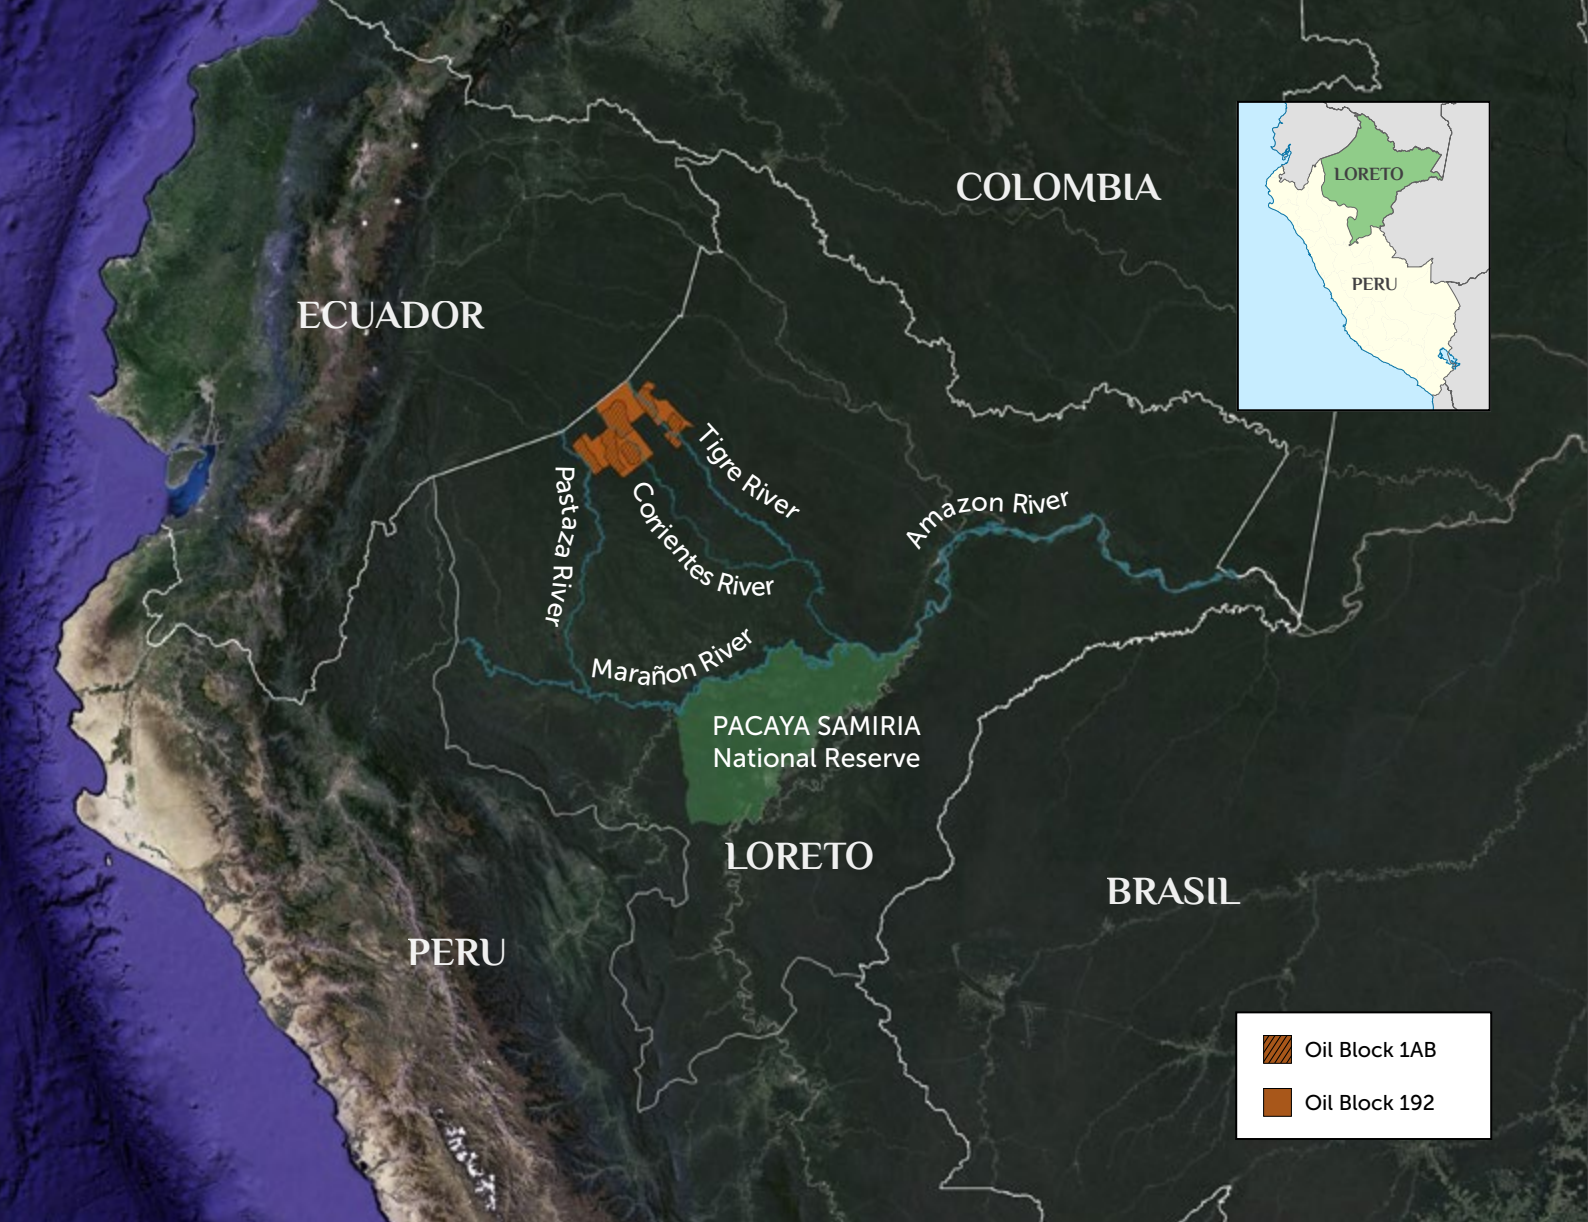 COLOMBIA
LORETO
PERU
ECUADOR
Tigre River
Pastaza River
Corrientes River
Amazon River
Marañon River
PACAYA SAMIRIA
National Reserve
LORETO
BRASIL
PERU
Oil Block 1AB
Oil Block 192